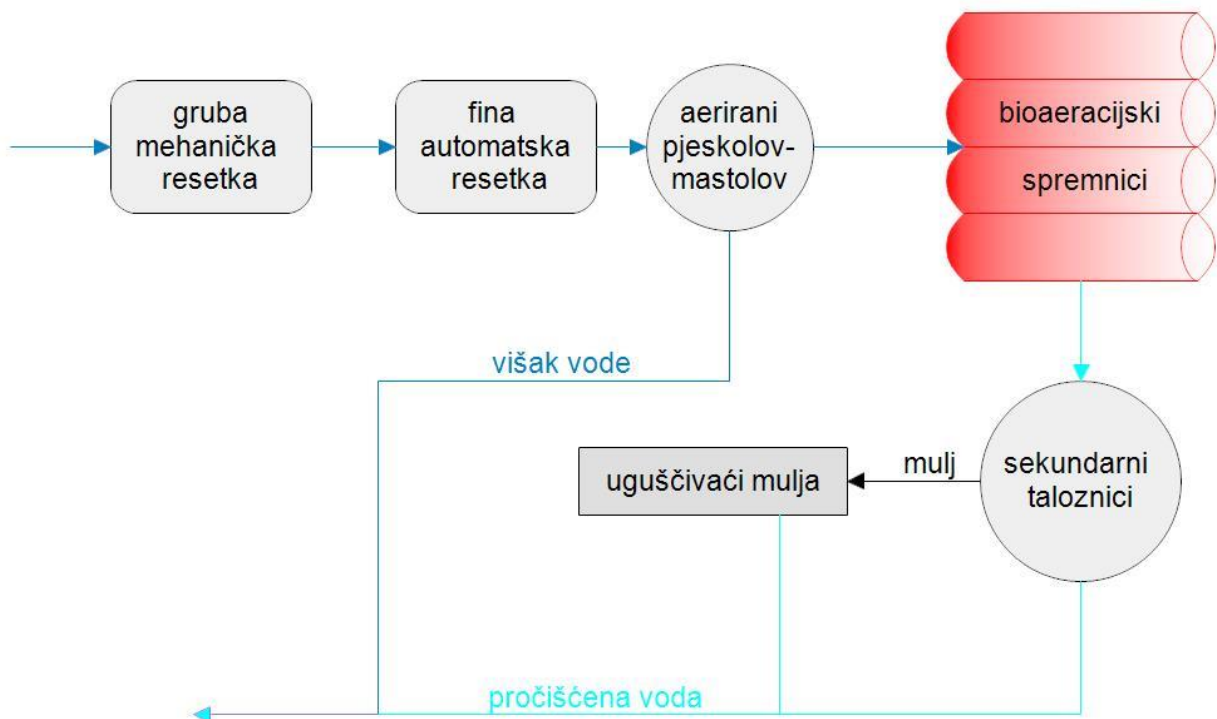 gruba
mehanička
resetka
fina
automatska
resetka
aerirani
pjeskolov-
mastolov
bioaeracijski
spremnici
višak vode
uguščivaći mulja
mulj
sekundarni
taloznici
pročišćena voda